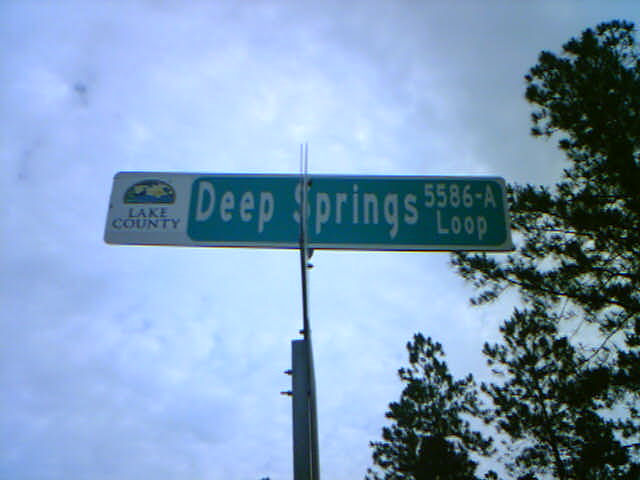 LAKE
COUNTY
Deep Springs
5586-A
Loop